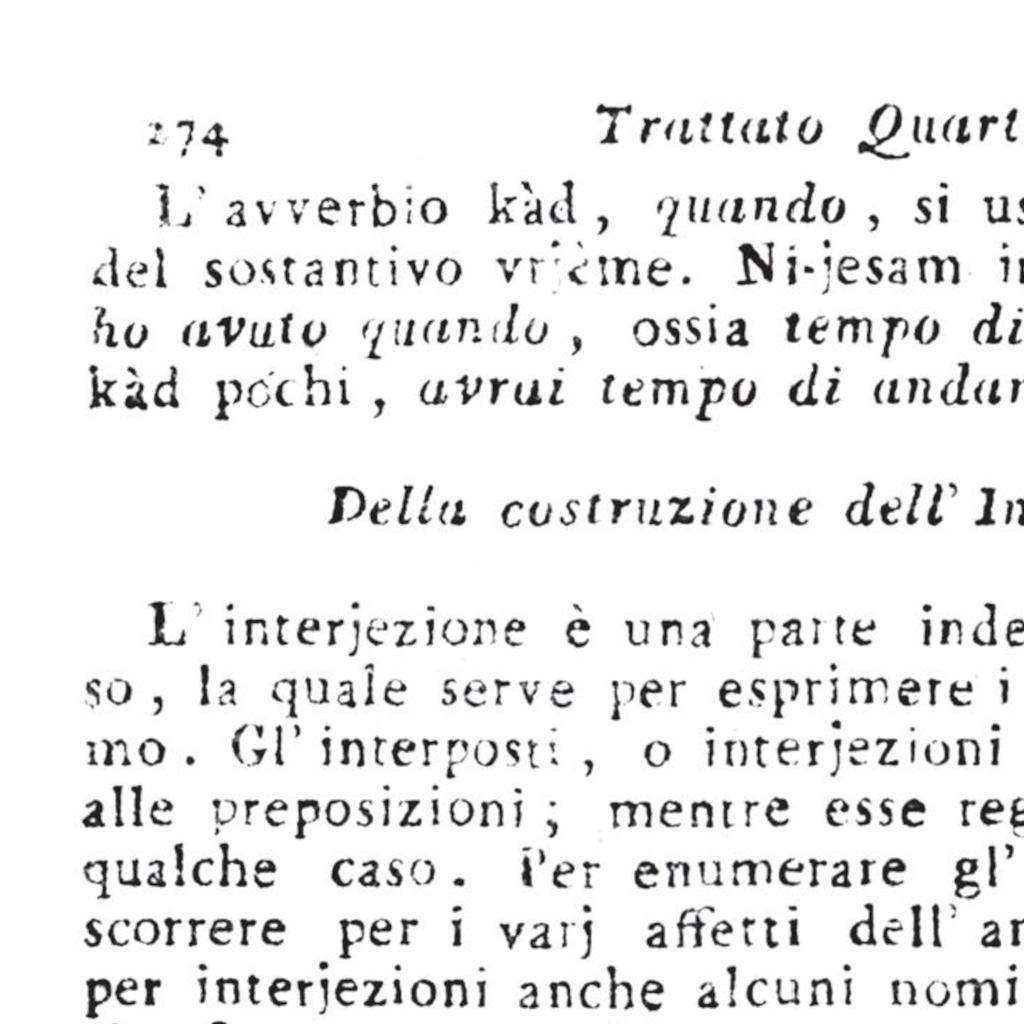 274 Trattato Quart
L'avverbio kàd, quando, si us
del sostantivo vrjème. Ni-jesam in
ho avuto quando, ossia tempo di
kàd pochi, avrai tempo di andar
Della costruzione dell'In
L'interjezione è una parte inde
so, la quale serve per esprimere i
mo. Gl'interposti, o interjezioni
alle preposizioni; mentre esse reg
qualche caso. Per enumerare gl'
scorrere per i varj affetti dell'an
per interjezioni anche alcuni nomi